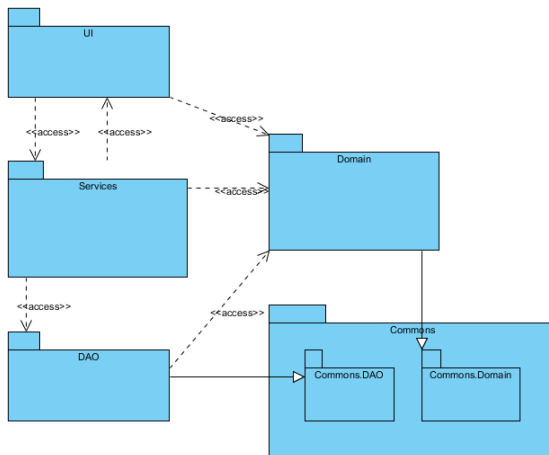 UI
<<access>>
<<access>>
<<access>>
Domain
Services
<<access>>
<<access>>
<<access>>
Commons
DAO
Commons.DAO
Commons.Domain